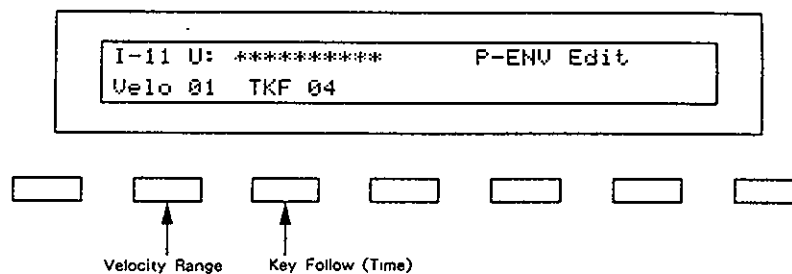 I-11 U: ********** P-ENV Edit
Velo 01 TKF 04
Velocity Range Key Follow (Time)